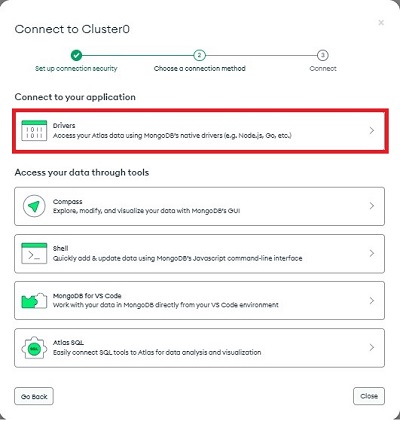 Connect to Cluster0
×
2
3
Set up connection security
Choose a connection method
Connect
Connect to your application
Drivers
Access your Atlas data using MongoDB's native drivers (e.g. Node.js, Go, etc.)
Access your data through tools
Compass
Explore, modify, and visualize your data with MongoDB's GUI
Shell
Quickly add & update data using MongoDB's Javascript command-line interface
MongoDB for VS Code
Work with your data in MongoDB directly from your VS Code environment
Atlas SQL
Easily connect SQL tools to Atlas for data analysis and visualization
Go Back
Close